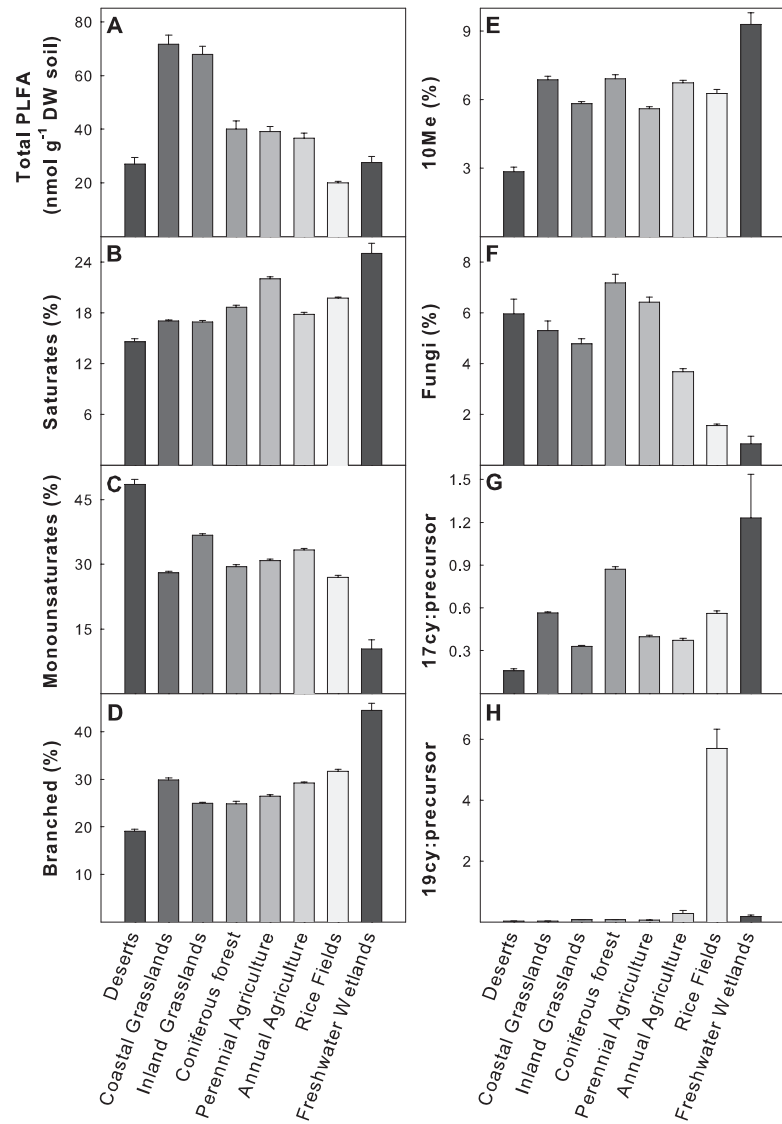 A
Total PLFA
(nmol g-1 DW soil)
80
60
40
20
B
Saturates (%)
24
18
12
6
C
Monounsaturates (%)
45
30
15
D
Branched (%)
40
30
20
10
Deserts
Coastal Grasslands
Inland Grasslands
Coniferous forest
Perennial Agriculture
Annual Agriculture
Rice Fields
Freshwater Wetlands
E
10Me (%)
9
6
3
F
Fungi (%)
8
6
4
2
G
17cy:precursor
1.5
1.2
0.9
0.6
0.3
H
19cy:precursor
6
4
2
Deserts
Coastal Grasslands
Inland Grasslands
Coniferous forest
Perennial Agriculture
Annual Agriculture
Rice Fields
Freshwater Wetlands